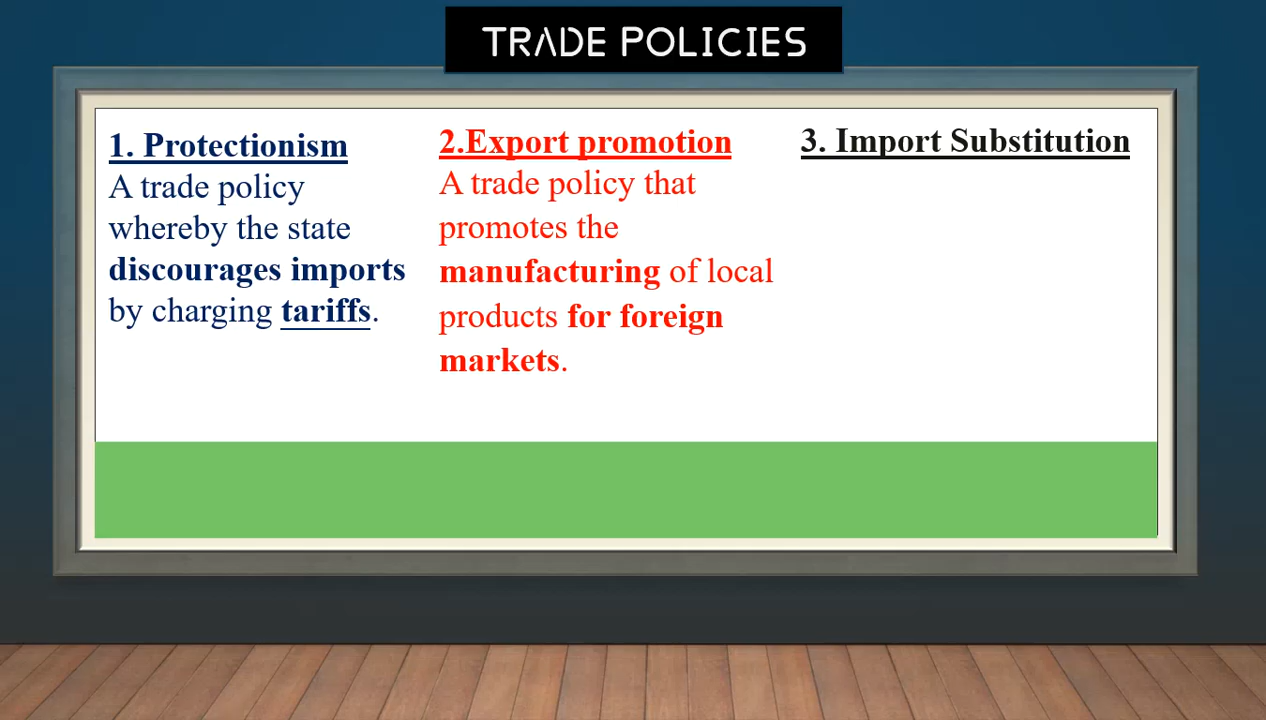 TRADE POLICIES
1. Protectionism
A trade policy
whereby the state
discourages imports
by charging tariffs.
2.Export promotion
A trade policy that
promotes the
manufacturing of local
products for foreign
markets.
3. Import Substitution